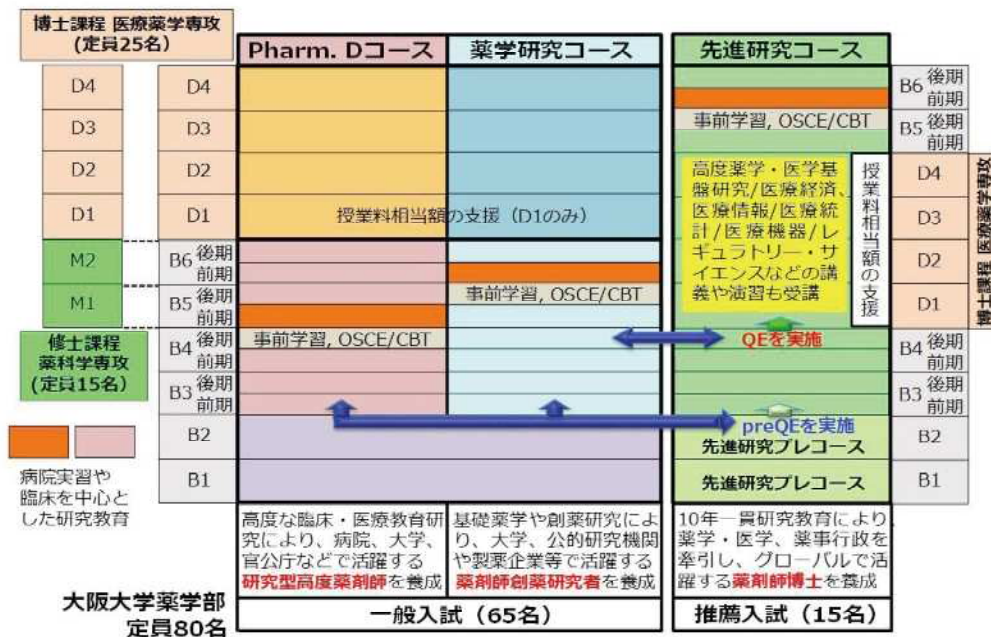 博士課程 医療薬学専攻
(定員25名)
D4
D3
D2
D1
M2
M1
修士課程
薬科学専攻
(定員15名)
病院実習や
臨床を中心と
した研究教育
D4
D3
D2
D1
B6 後期
前期
B5 後期
前期
B4 後期
前期
B3 後期
前期
B2
B1
Pharm. Dコース
薬学研究コース
先進研究コース
授業料相当額の支援（D1のみ）
事前学習, OSCE/CBT
事前学習, OSCE/CBT
事前学習, OSCE/CBT
高度薬学・医学基
盤研究/医療経済、
医療情報/医療統
計/医療機器/レ
ギュラトリー・サ
イエンスなどの講
義や演習も受講
授業料相当額の支援
QEを実施
preQEを実施
先進研究プレコース
先進研究プレコース
B6 後期
前期
B5 後期
前期
D4
D3
D2
D1
博士課程 医療薬学専攻
B4 後期
前期
B3 後期
前期
B2
B1
高度な臨床・医療教育研
究により、病院、大学、
官公庁などで活躍する
研究型高度薬剤師を養成
基礎薬学や創薬研究によ
り、大学、公的研究機関
や製薬企業等で活躍する
薬剤師創薬研究者を養成
10年一貫研究教育により、
薬学・医学、薬事行政を
牽引し、グローバルで活
躍する薬剤師博士を養成
大阪大学薬学部
定員80名
一般入試（65名）
推薦入試（15名）